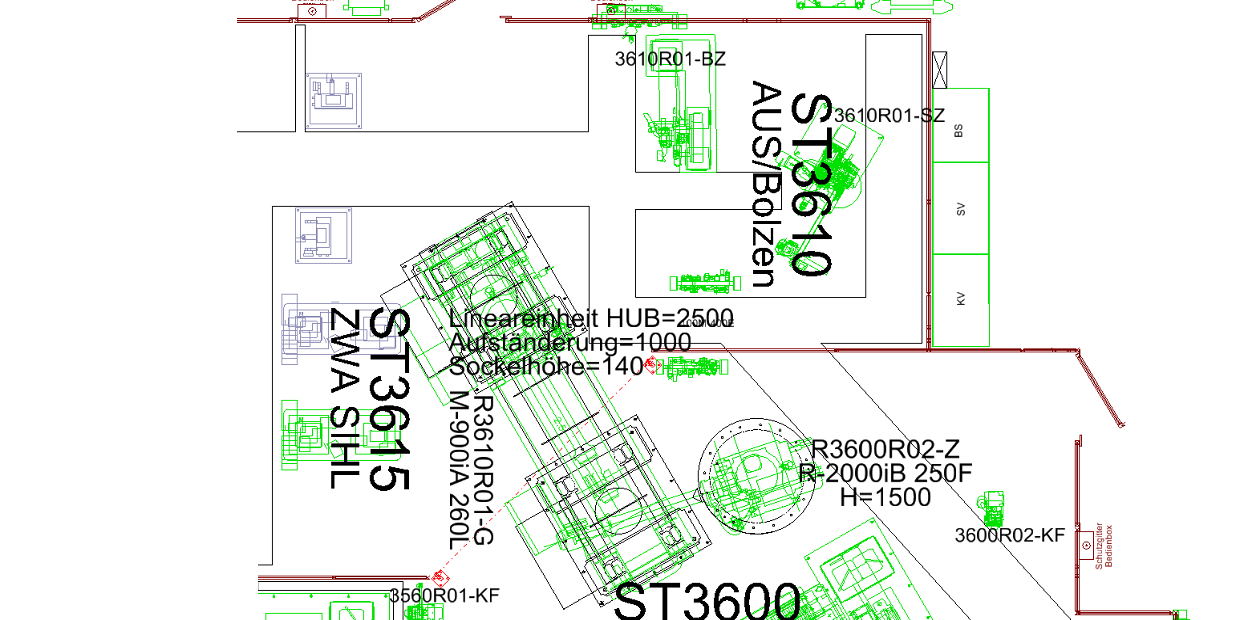 3610R01-BZ
3610R01-SZ
ST3610
AUS/Bolzen
BS
SV
KV
Lineareinheit HUB=2500
Aufständerung=1000
Sockelhöhe=140
ST3615
ZWA SIHL
R3610R01-G
M-900iA 260L
R3600R02-Z
R-2000iB 250F
H=1500
3600R02-KF
Schutzgitter
Bedienbox
3560R01-KF
ST3600